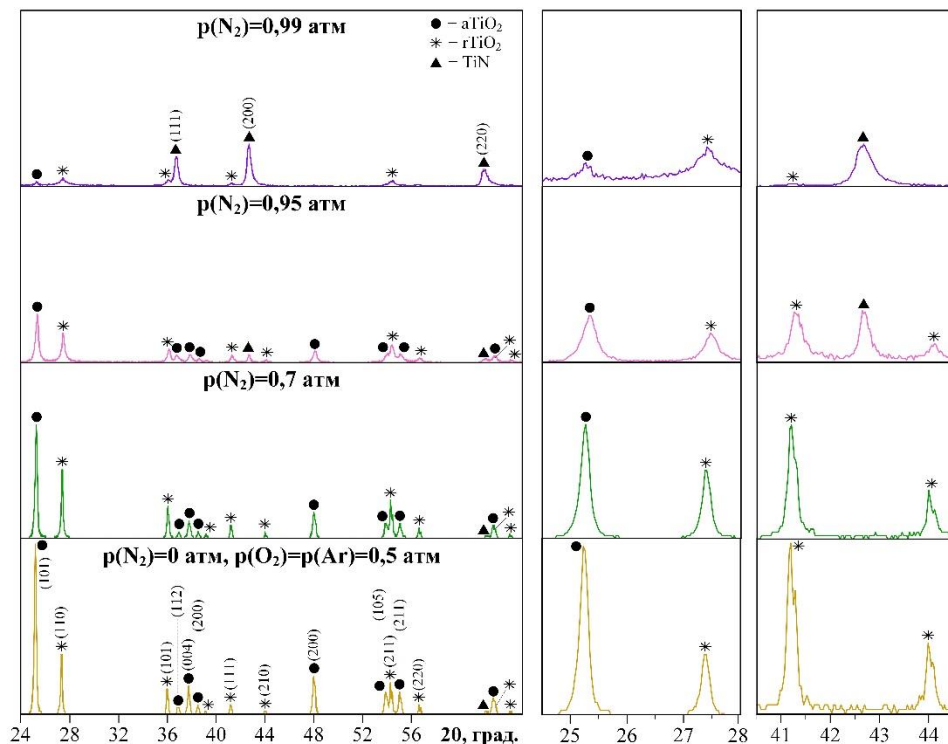 p(N₂)=0,99 атм
● – aTiO₂
✳ – rTiO₂
▲ – TiN
(111)
(200)
(220)
p(N₂)=0,95 атм
p(N₂)=0,7 атм
p(N₂)=0 атм, p(O₂)=p(Ar)=0,5 атм
(101)
(110)
(101)
(112)
(004)
(200)
(111)
(210)
(200)
(105)
(211)
(211)
(220)
24 28 32 36 40 44 48 52 56 2θ, град.
25 26 27 28
41 42 43 44